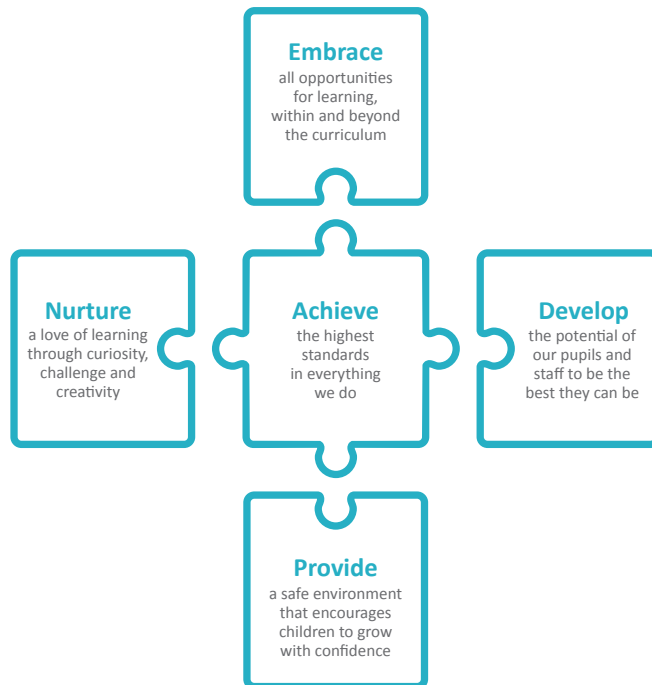 Embrace
all opportunities
for learning,
within and beyond
the curriculum
Nurture
a love of learning
through curiosity,
challenge and
creativity
Achieve
the highest
standards
in everything
we do
Develop
the potential of
our pupils and
staff to be the
best they can be
Provide
a safe environment
that encourages
children to grow
with confidence